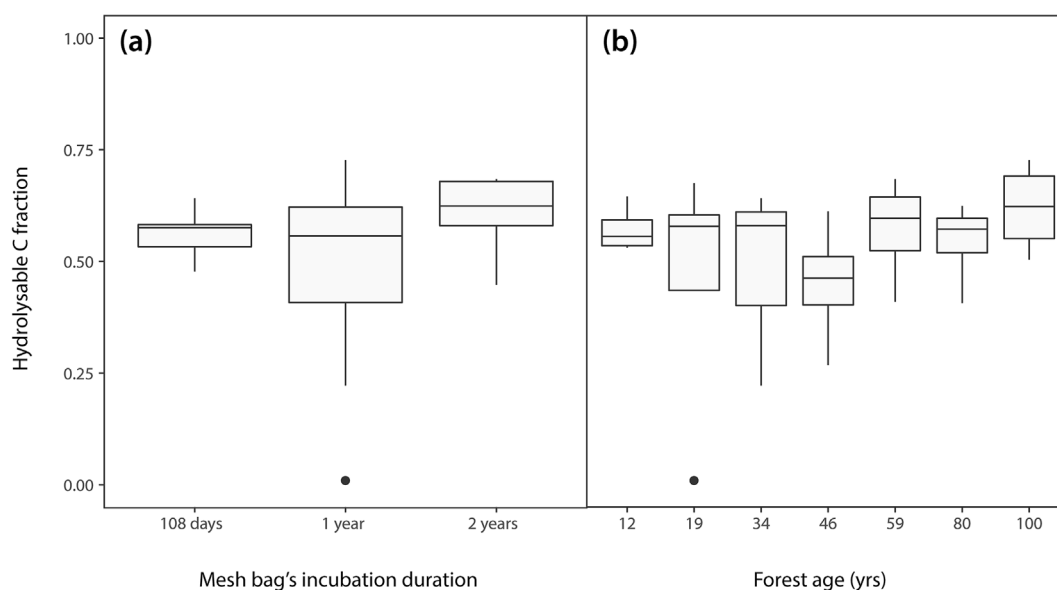 (a)
(b)
1.00
0.75
0.50
0.25
0.00
Hydrolysable C fraction
108 days 1 year 2 years
12 19 34 46 59 80 100
Mesh bag's incubation duration
Forest age (yrs)